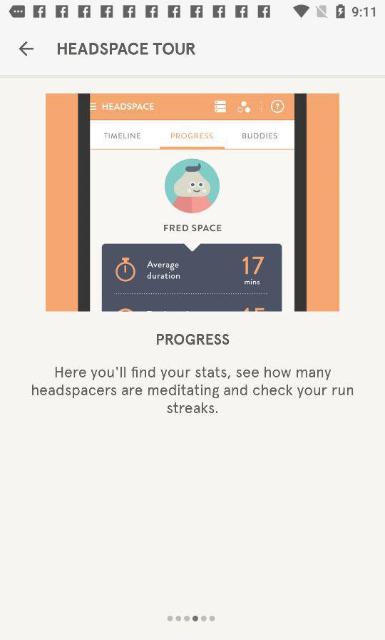 9:11
HEADSPACE TOUR
HEADSPACE
TIMELINE PROGRESS BUDDIES
FRED SPACE
Average
duration
17
mins
PROGRESS
Here you'll find your stats, see how many
headspacers are meditating and check your run
streaks.